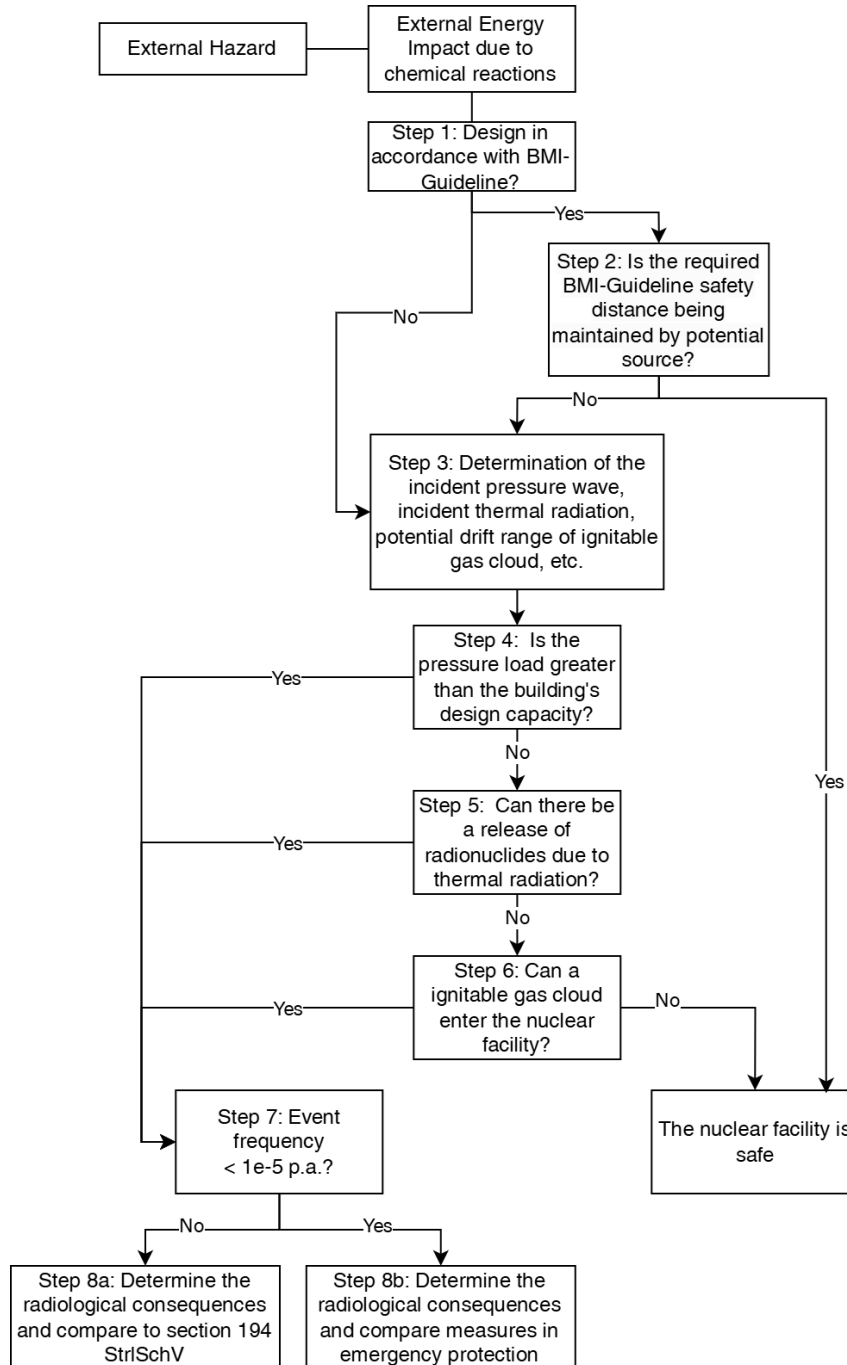 External Hazard
External Energy
Impact due to
chemical reactions
Step 1: Design in
accordance with BMI-
Guideline?
Yes
No
Step 2: Is the required
BMI-Guideline safety
distance being
maintained by potential
source?
No
Yes
Step 3: Determination of the
incident pressure wave,
incident thermal radiation,
potential drift range of ignitable
gas cloud, etc.
Step 4: Is the
pressure load greater
than the building's
design capacity?
Yes
No
Step 5: Can there be
a release of
radionuclides due to
thermal radiation?
Yes
No
Step 6: Can a
ignitable gas cloud
enter the nuclear
facility?
Yes
No
The nuclear facility is
safe
Step 7: Event
frequency
< 1e-5 p.a.?
No
Yes
Step 8a: Determine the
radiological consequences
and compare to section 194
StrlSchV
Step 8b: Determine the
radiological consequences
and compare measures in
emergency protection